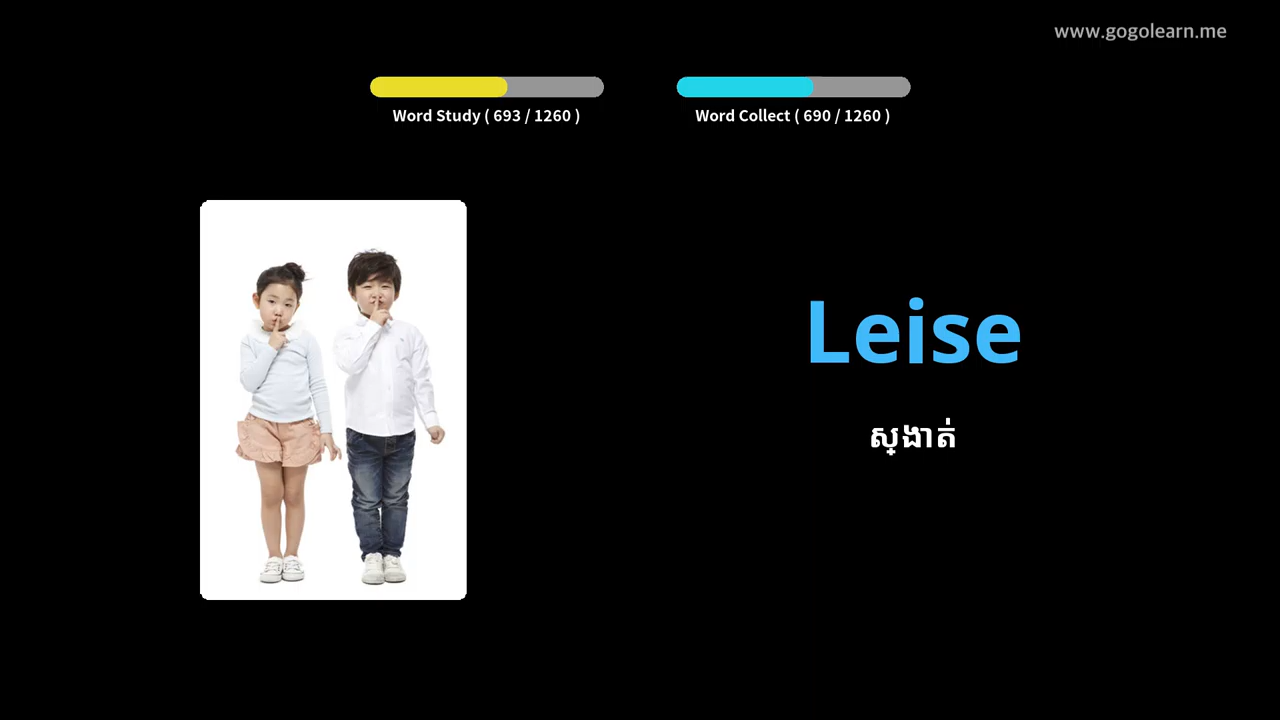 www.gogolearn.me
Word Study ( 693 / 1260 )
Word Collect ( 690 / 1260 )
Leise
ស្ងាត់